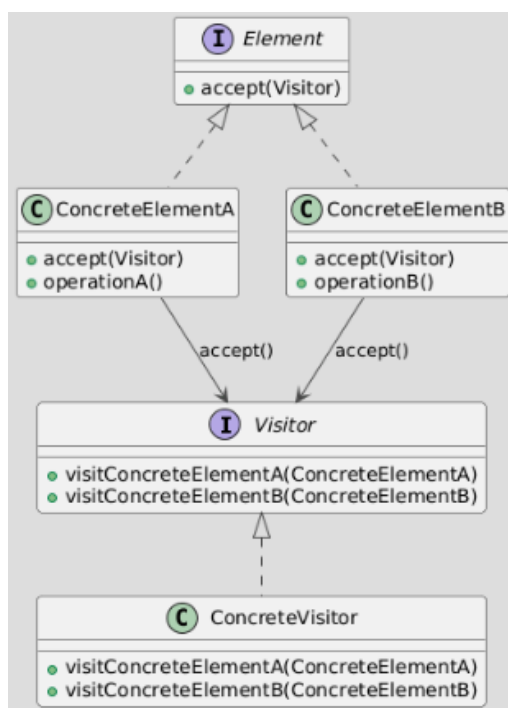 I Element
accept(Visitor)
C ConcreteElementA
accept(Visitor)
operationA()
C ConcreteElementB
accept(Visitor)
operationB()
accept()
accept()
I Visitor
visitConcreteElementA(ConcreteElementA)
visitConcreteElementB(ConcreteElementB)
C ConcreteVisitor
visitConcreteElementA(ConcreteElementA)
visitConcreteElementB(ConcreteElementB)